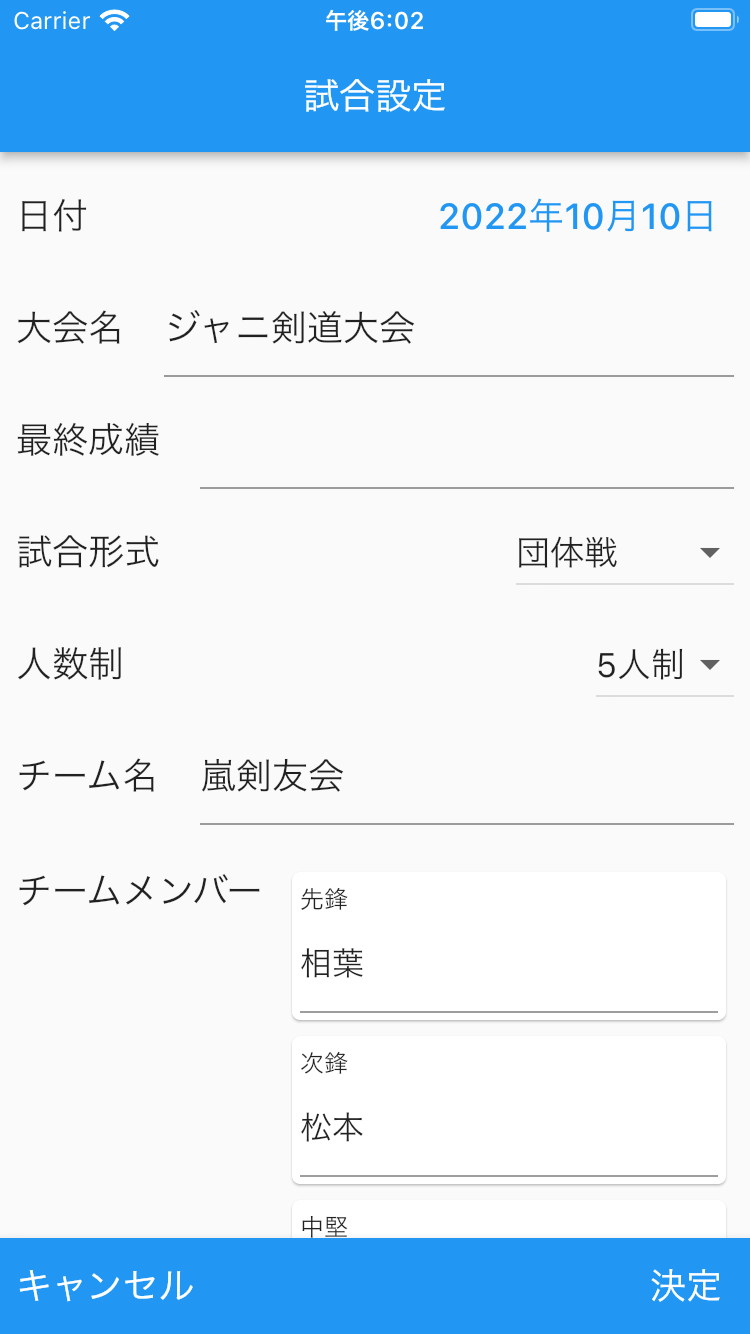 Carrier 午後6:02
試合設定
日付 2022年10月10日
大会名 ジャニ剣道大会
最終成績
試合形式 団体戦
人数制 5人制
チーム名 嵐剣友会
チームメンバー 先鋒
相葉
次鋒
松本
中堅
キャンセル 決定